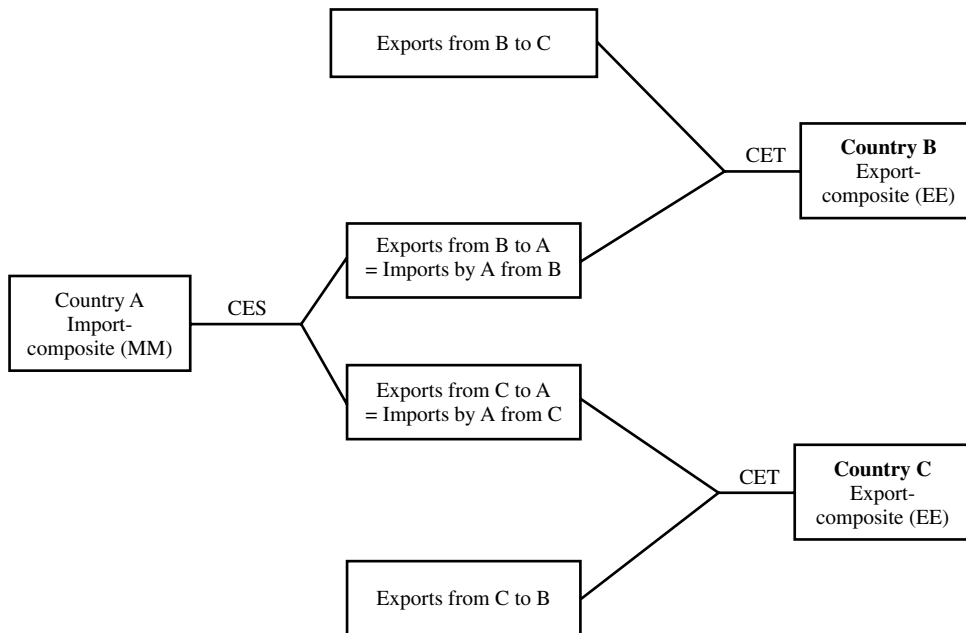 Exports from B to C
CET
Country B
Export-
composite (EE)
Exports from B to A
= Imports by A from B
Country A
Import-
composite (MM)
CES
Exports from C to A
= Imports by A from C
CET
Country C
Export-
composite (EE)
Exports from C to B